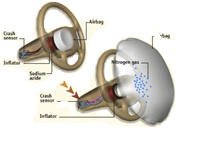 Airbag
Crash
sensor
Inflator
Sodium
azide
Nitrogen gas
Crash
sensor
Inflator